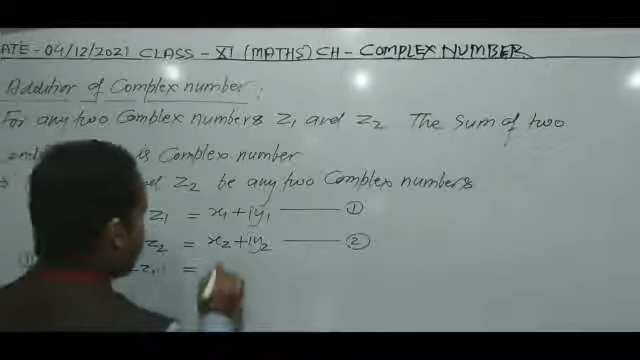 ATE - 04/12/2021 CLASS - XI (MATHS) CH - COMPLEX NUMBER
Addition of Complex number :
For any two Complex numbers Z1 and Z2 The Sum of two
is Complex number
Z2 be any two Complex numbers
Z1 = x1 + iy1 ——— ①
Z2 = x2 + iy2 ——— ②
=